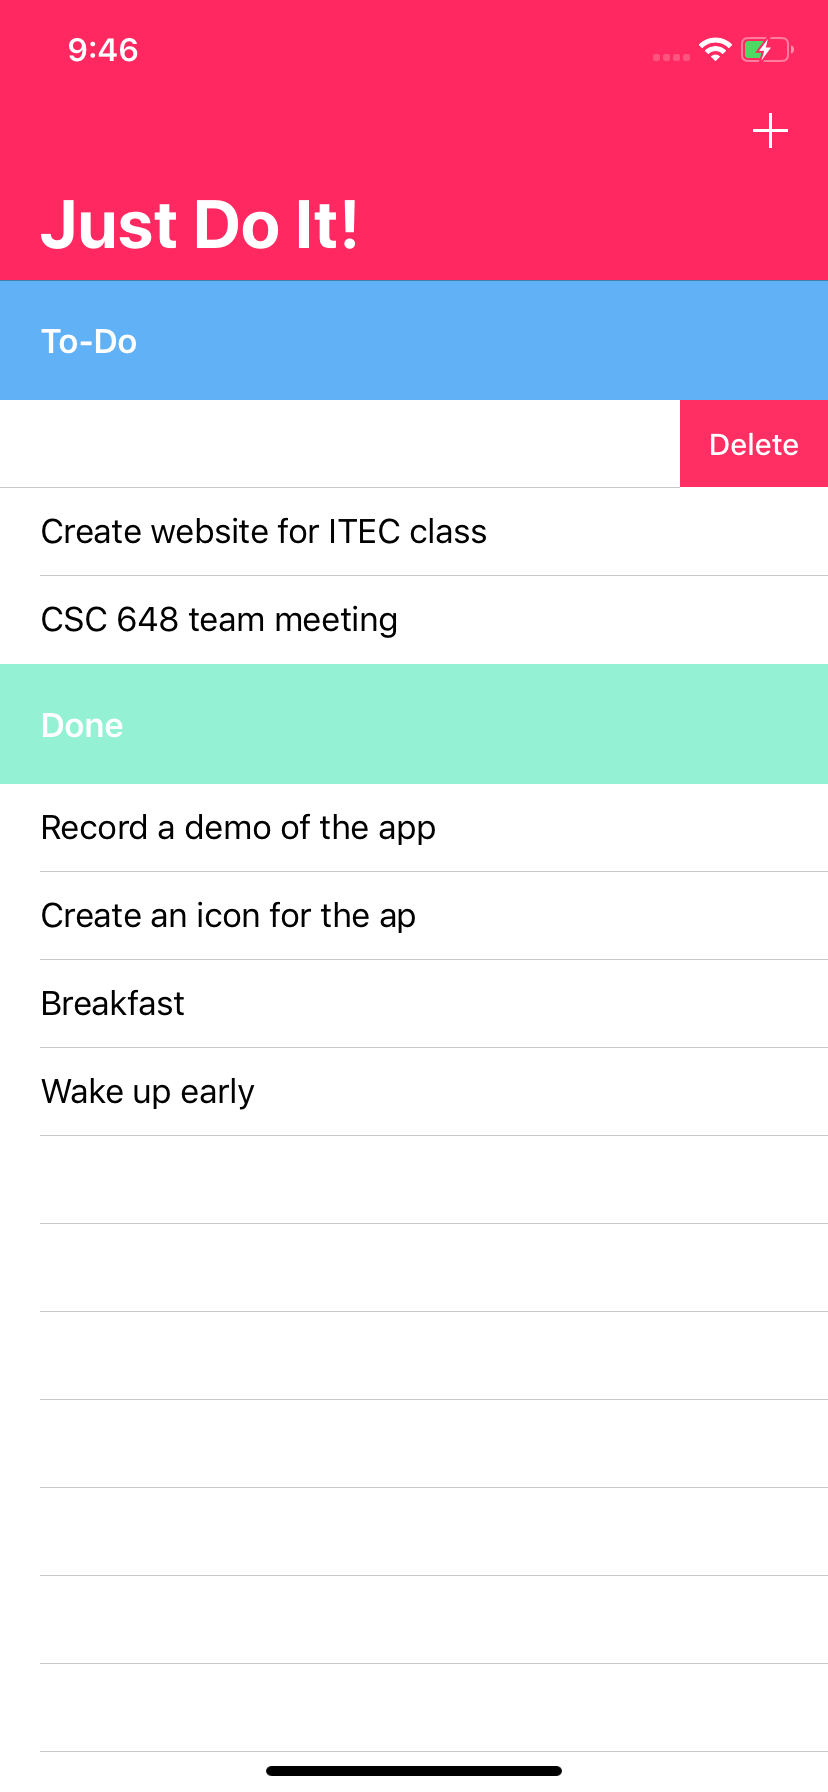 9:46
Just Do It!
To-Do
Delete
Create website for ITEC class
CSC 648 team meeting
Done
Record a demo of the app
Create an icon for the ap
Breakfast
Wake up early